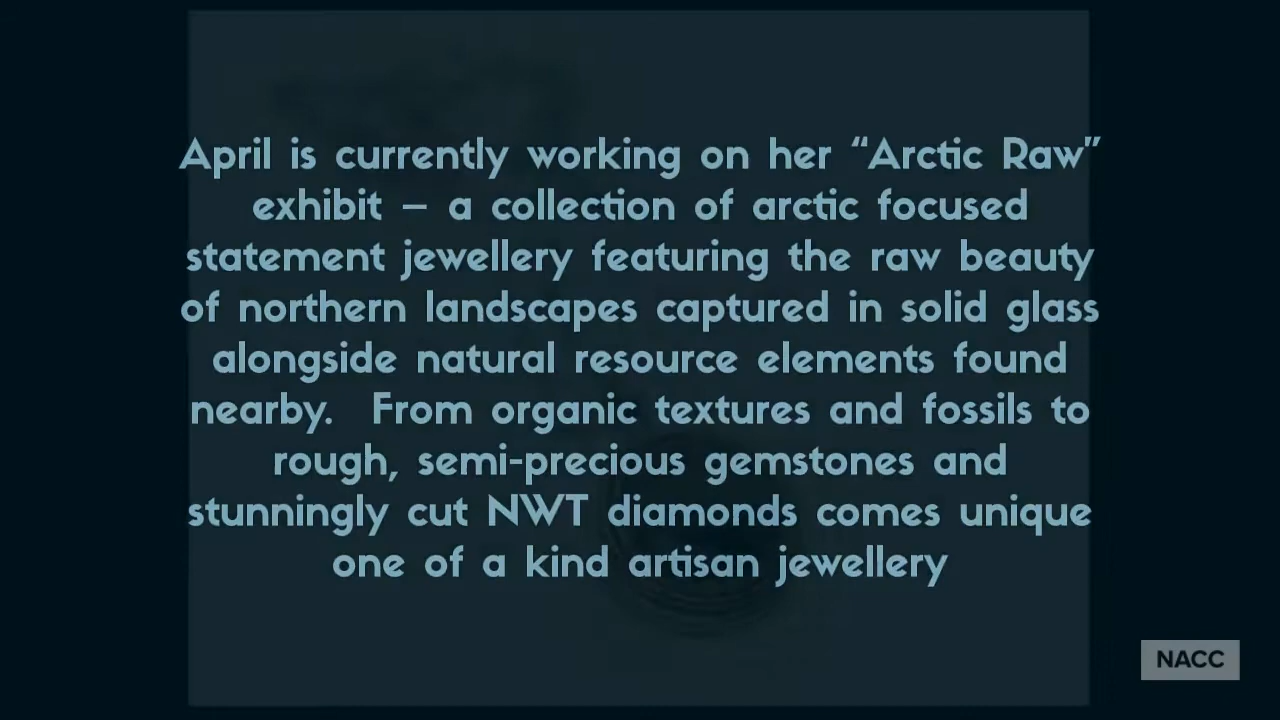 April is currently working on her “Arctic Raw”
exhibit – a collection of arctic focused
statement jewellery featuring the raw beauty
of northern landscapes captured in solid glass
alongside natural resource elements found
nearby.  From organic textures and fossils to
rough, semi-precious gemstones and
stunningly cut NWT diamonds comes unique
one of a kind artisan jewellery
NACC